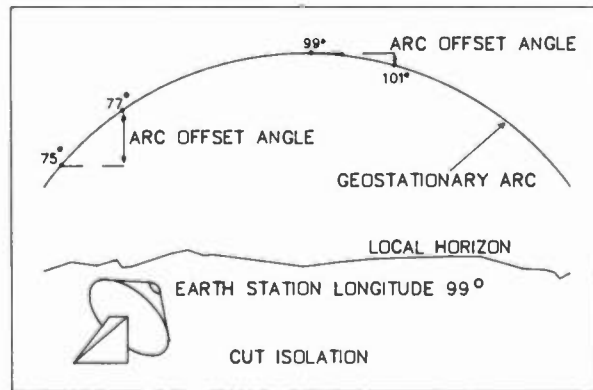 99°
ARC OFFSET ANGLE
101°
77°
ARC OFFSET ANGLE
75°
GEOSTATIONARY ARC
LOCAL HORIZON
EARTH STATION LONGITUDE 99°
CUT ISOLATION